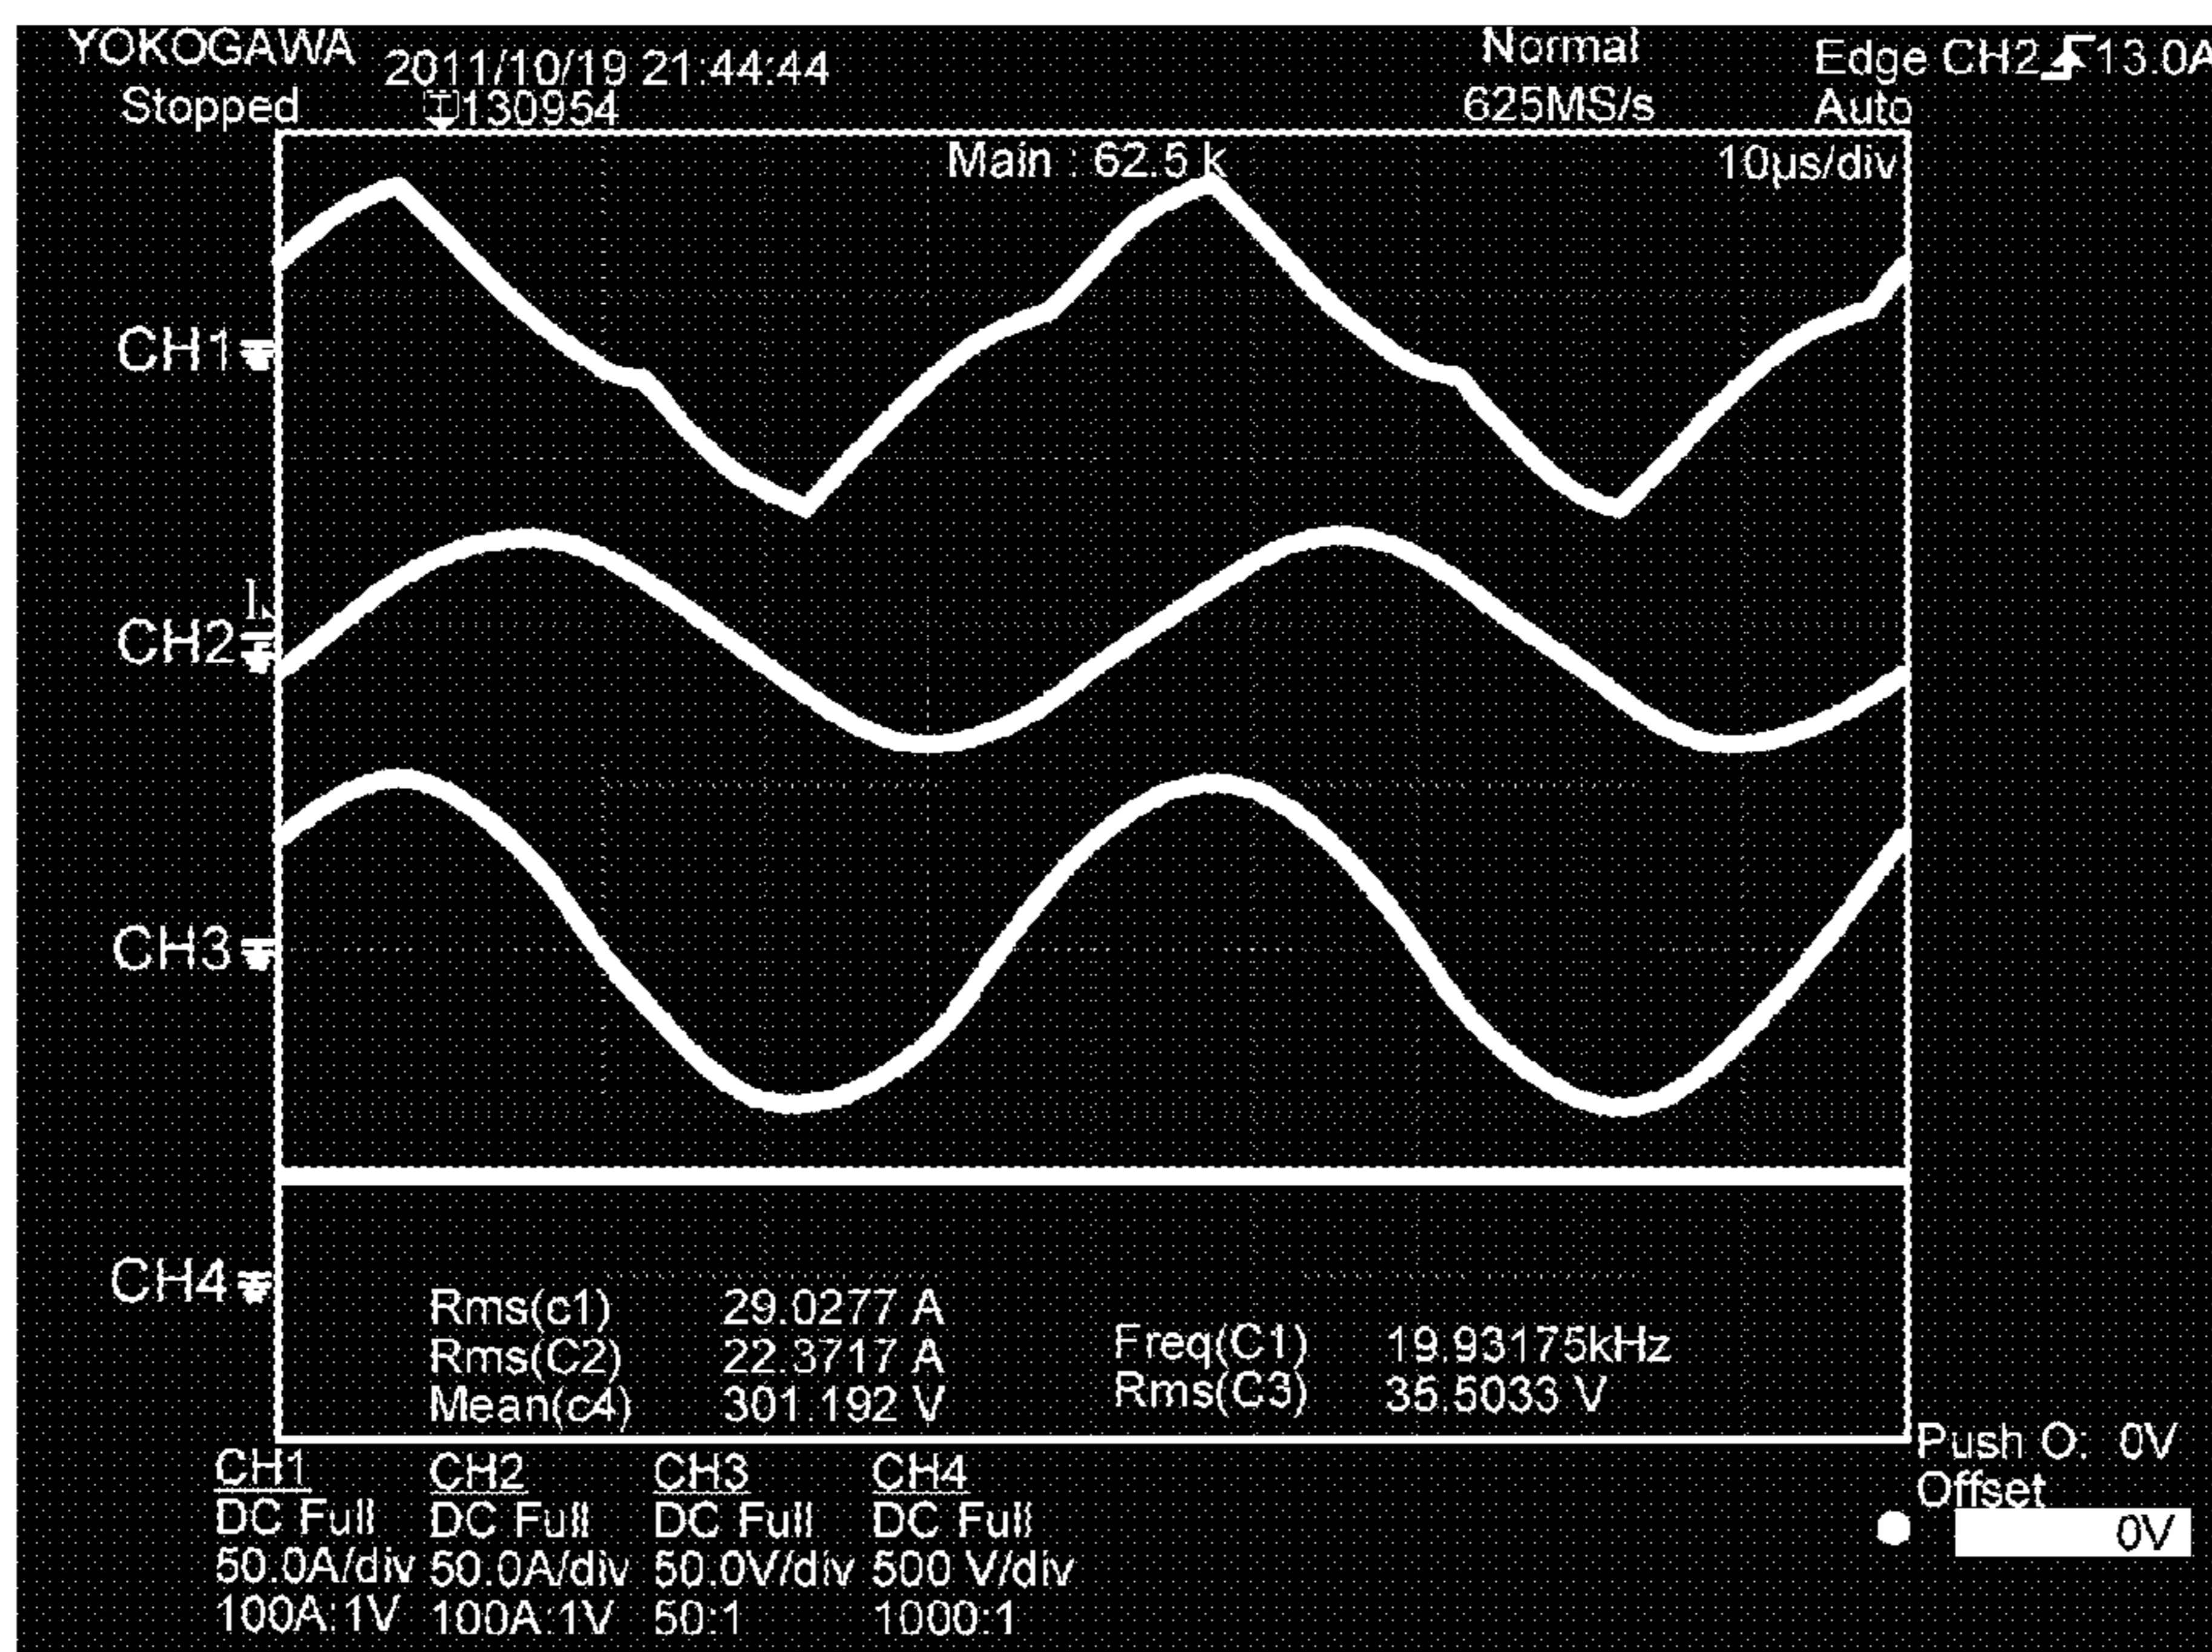 YOKOGAWA 2011/10/19 21:44:44 Normal Edge CH2 13.0A
Stopped 130954 625MS/s Auto
Main : 62.5 k 10µs/div
CH1
CH2
CH3
CH4
Rms(c1) 29.0277 A
Rms(C2) 22.3717 A
Mean(c4) 301.192 V
Freq(C1) 19.93175kHz
Rms(C3) 35.5033 V
Push O: 0V
Offset
0V
CH1 CH2 CH3 CH4
DC Full DC Full DC Full DC Full
50.0A/div 50.0A/div 50.0V/div 500 V/div
100A:1V 100A:1V 50:1 1000:1